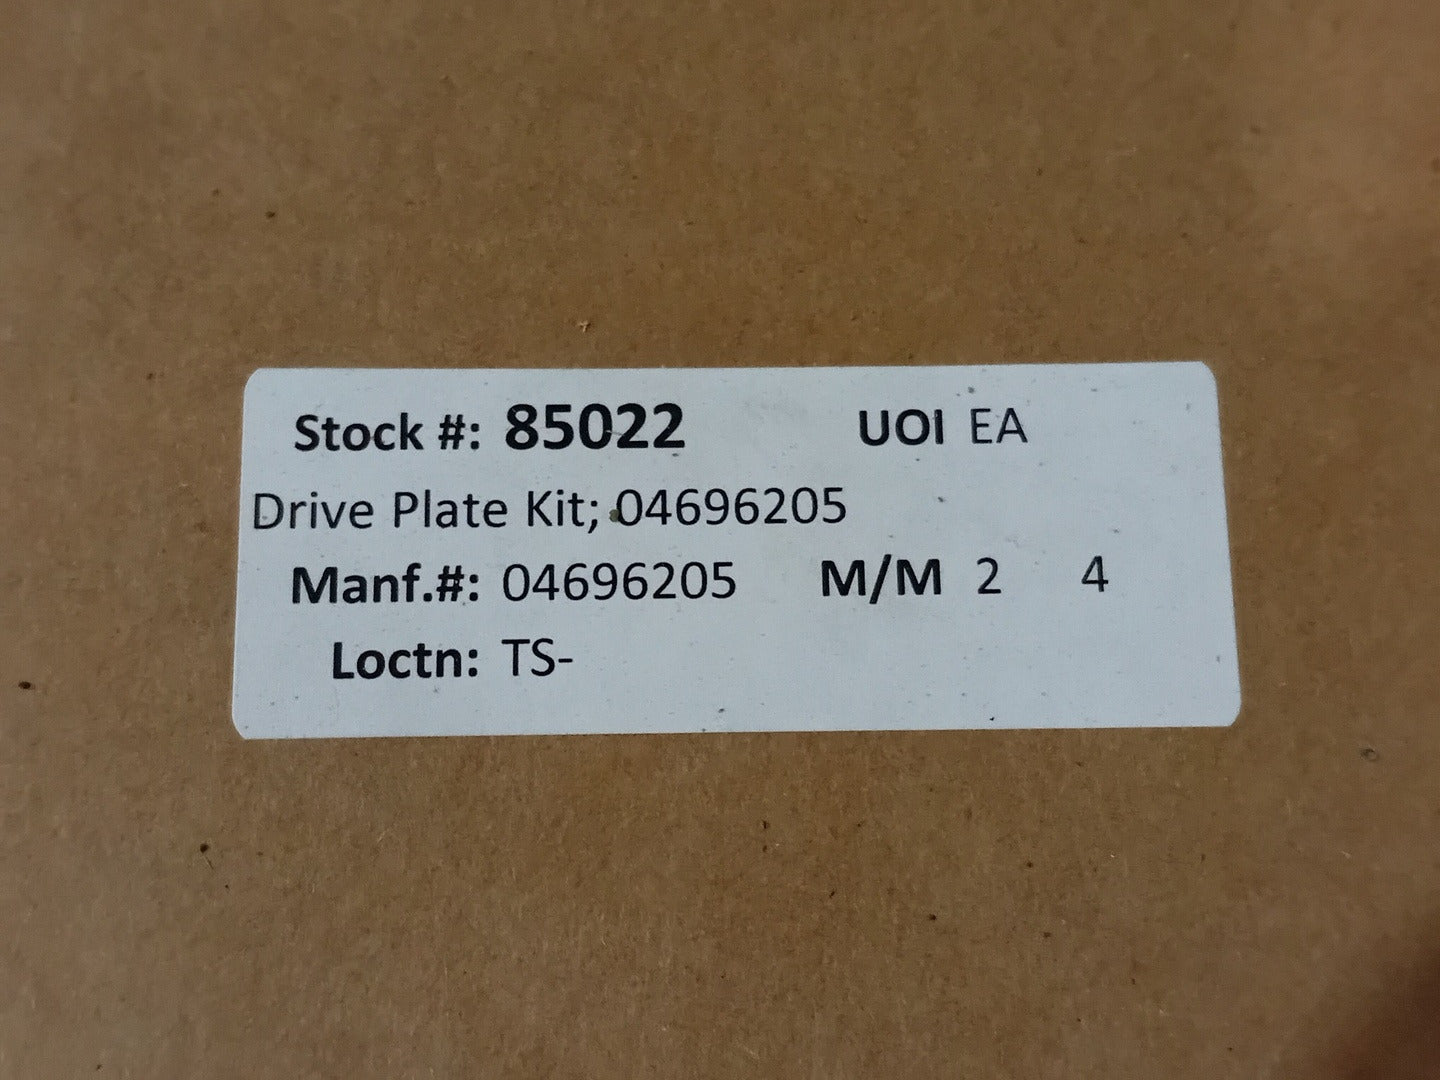 Stock #: 85022 UOI EA
Drive Plate Kit; 04696205
Manf.#: 04696205 M/M 2 4
Loctn: TS-